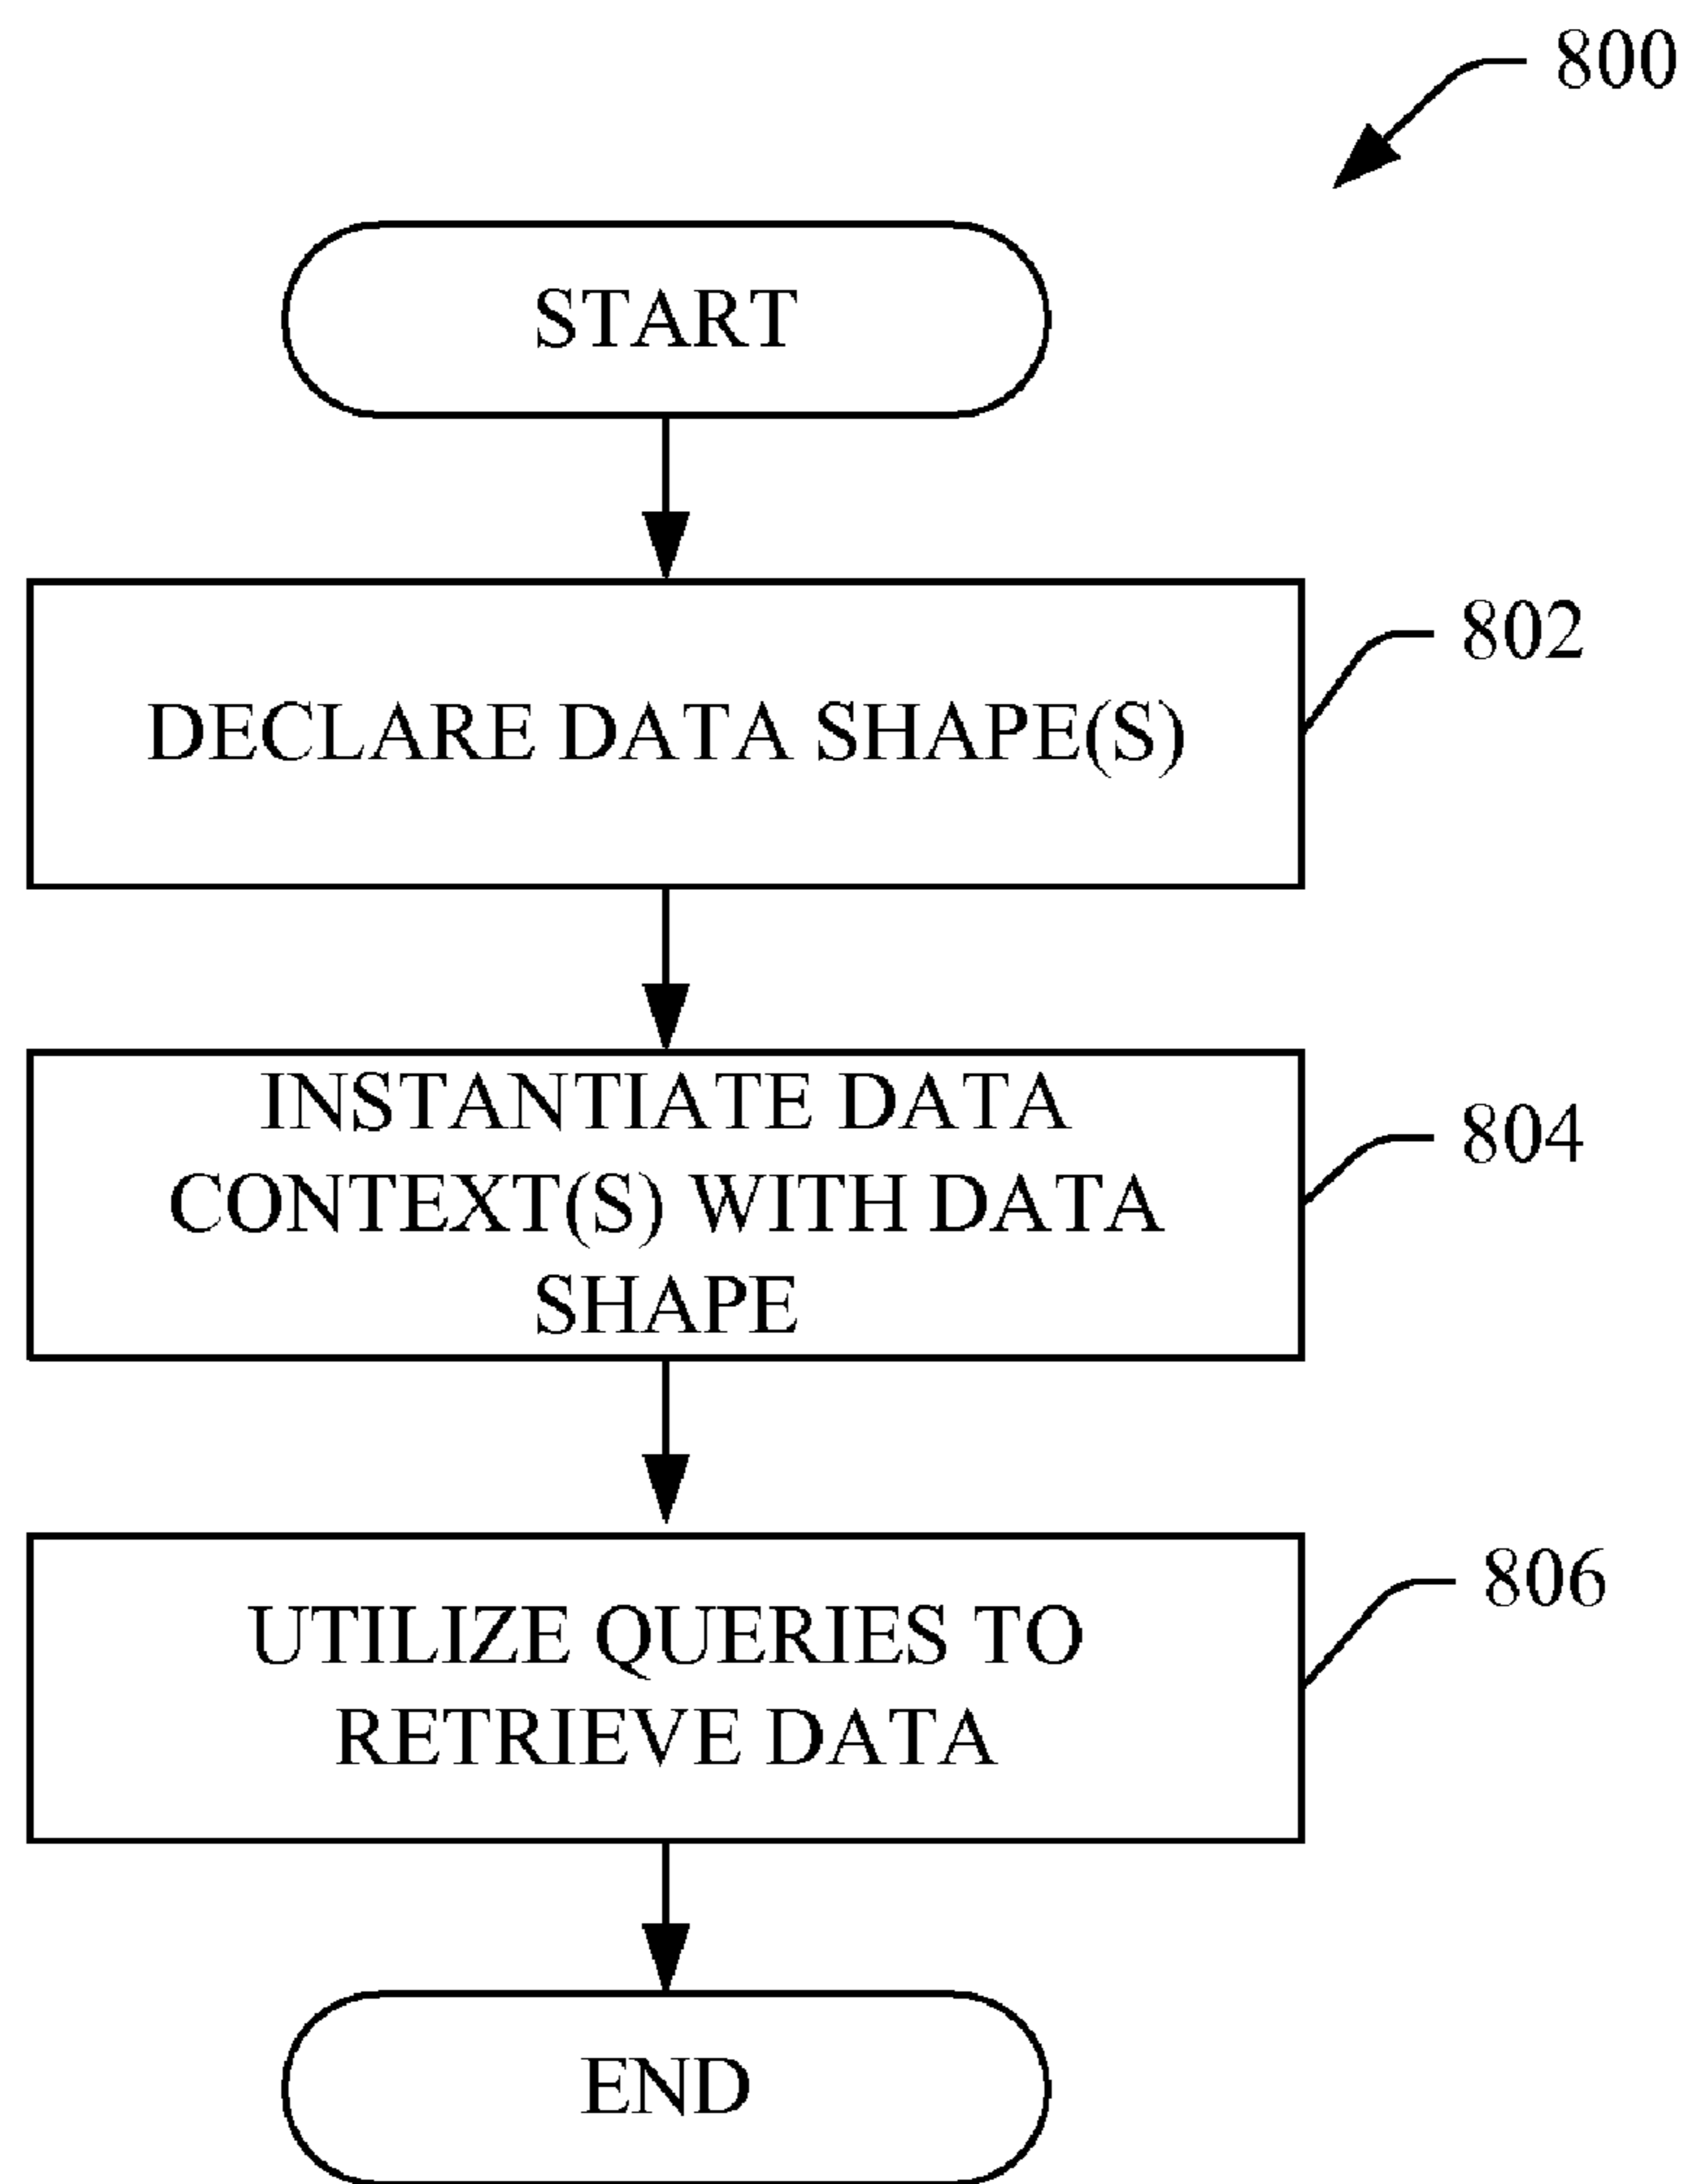 800
START
DECLARE DATA SHAPE(S)
802
INSTANTIATE DATA
CONTEXT(S) WITH DATA
SHAPE
804
UTILIZE QUERIES TO
RETRIEVE DATA
806
END